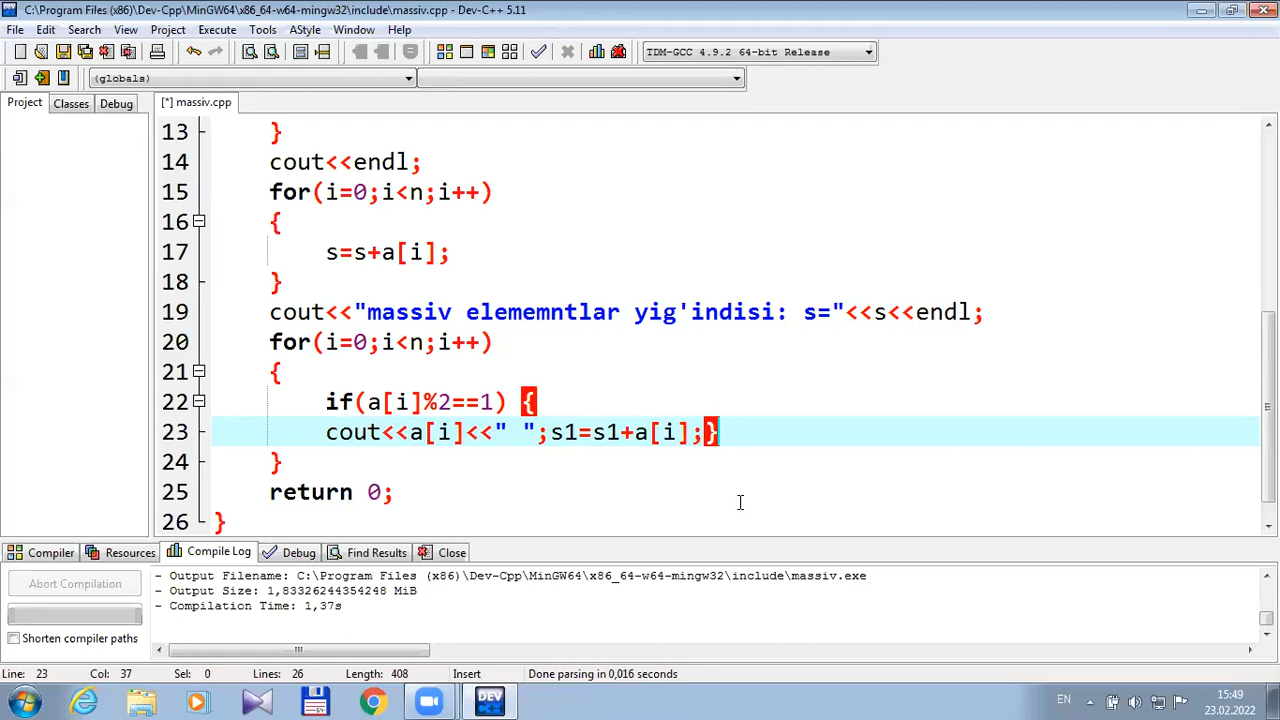 C:\Program Files (x86)\Dev-Cpp\MinGW64\x86_64-w64-mingw32\include\massiv.cpp - Dev-C++ 5.11
File Edit Search View Project Execute Tools AStyle Window Help
TDM-GCC 4.9.2 64-bit Release
(globals)
Project Classes Debug [*] massiv.cpp
13 }
14 cout<<endl;
15 for(i=0;i<n;i++)
16 {
17 s=s+a[i];
18 }
19 cout<<"massiv elememntlar yig'indisi: s="<<s<<endl;
20 for(i=0;i<n;i++)
21 {
22 if(a[i]%2==1) {
23 cout<<a[i]<<" ";s1=s1+a[i];}
24 }
25 return 0;
26 }
Compiler Resources Compile Log Debug Find Results Close
Abort Compilation
Shorten compiler paths
- Output Filename: C:\Program Files (x86)\Dev-Cpp\MinGW64\x86_64-w64-mingw32\include\massiv.exe
- Output Size: 1,83326244354248 MiB
- Compilation Time: 1,37s
Line: 23 Col: 37 Sel: 0 Lines: 26 Length: 408 Insert Done parsing in 0,016 seconds
DEV
EN
15:49
23.02.2022